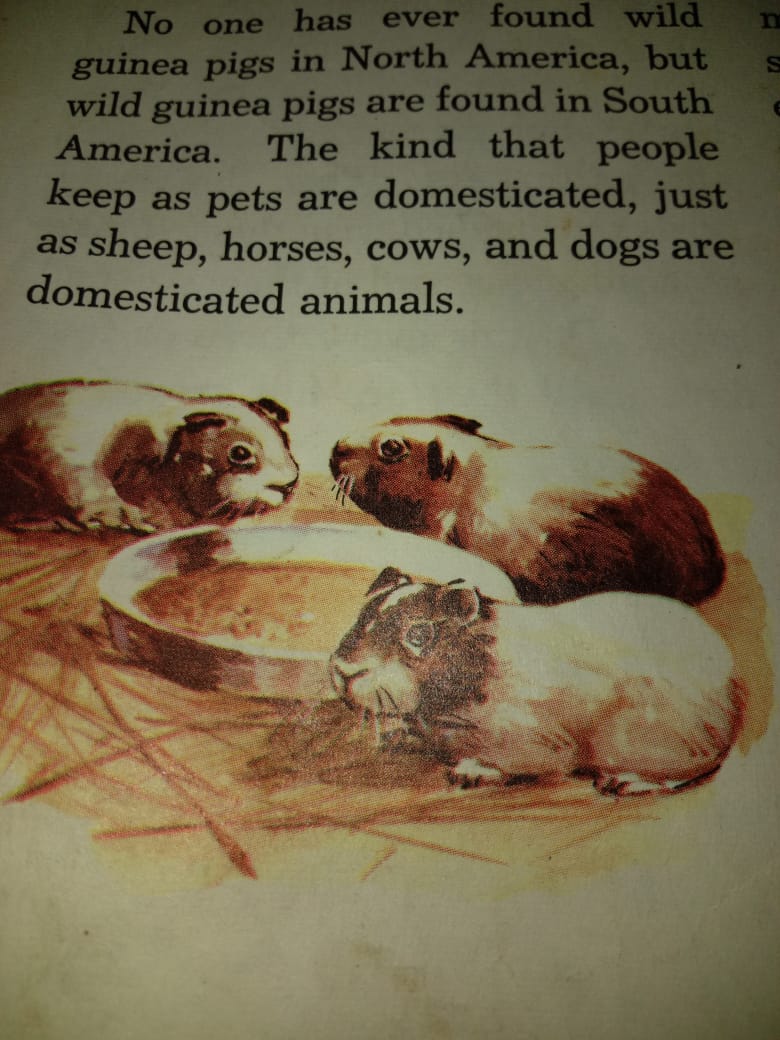 No one has ever found wild
guinea pigs in North America, but
wild guinea pigs are found in South
America. The kind that people
keep as pets are domesticated, just
as sheep, horses, cows, and dogs are
domesticated animals.